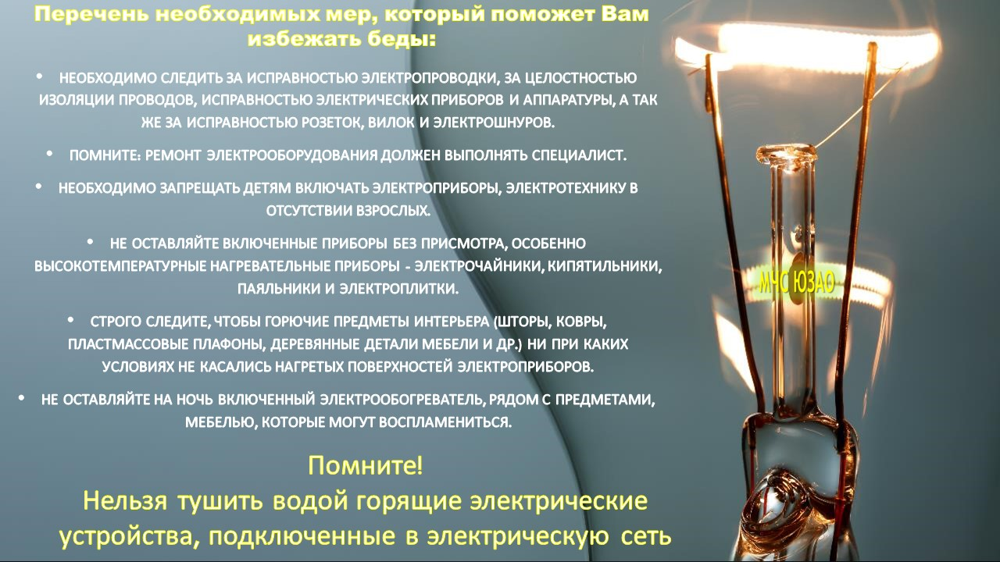 Перечень необходимых мер, который поможет Вам
избежать беды:
• НЕОБХОДИМО СЛЕДИТЬ ЗА ИСПРАВНОСТЬЮ ЭЛЕКТРОПРОВОДКИ, ЗА ЦЕЛОСТНОСТЬЮ
ИЗОЛЯЦИИ ПРОВОДОВ, ИСПРАВНОСТЬЮ ЭЛЕКТРИЧЕСКИХ ПРИБОРОВ И АППАРАТУРЫ, А ТАК
ЖЕ ЗА ИСПРАВНОСТЬЮ РОЗЕТОК, ВИЛОК И ЭЛЕКТРОШНУРОВ.
• ПОМНИТЕ: РЕМОНТ ЭЛЕКТРООБОРУДОВАНИЯ ДОЛЖЕН ВЫПОЛНЯТЬ СПЕЦИАЛИСТ.
• НЕОБХОДИМО ЗАПРЕЩАТЬ ДЕТЯМ ВКЛЮЧАТЬ ЭЛЕКТРОПРИБОРЫ, ЭЛЕКТРОТЕХНИКУ В
ОТСУТСТВИИ ВЗРОСЛЫХ.
• НЕ ОСТАВЛЯЙТЕ ВКЛЮЧЕННЫЕ ПРИБОРЫ БЕЗ ПРИСМОТРА, ОСОБЕННО
ВЫСОКОТЕМПЕРАТУРНЫЕ НАГРЕВАТЕЛЬНЫЕ ПРИБОРЫ - ЭЛЕКТРОЧАЙНИКИ, КИПЯТИЛЬНИКИ,
ПАЯЛЬНИКИ И ЭЛЕКТРОПЛИТКИ.
• СТРОГО СЛЕДИТЕ, ЧТОБЫ ГОРЮЧИЕ ПРЕДМЕТЫ ИНТЕРЬЕРА (ШТОРЫ, КОВРЫ,
ПЛАСТМАССОВЫЕ ПЛАФОНЫ, ДЕРЕВЯННЫЕ ДЕТАЛИ МЕБЕЛИ И ДР.) НИ ПРИ КАКИХ
УСЛОВИЯХ НЕ КАСАЛИСЬ НАГРЕТЫХ ПОВЕРХНОСТЕЙ ЭЛЕКТРОПРИБОРОВ.
• НЕ ОСТАВЛЯЙТЕ НА НОЧЬ ВКЛЮЧЕННЫЙ ЭЛЕКТРООБОГРЕВАТЕЛЬ, РЯДОМ С ПРЕДМЕТАМИ,
МЕБЕЛЬЮ, КОТОРЫЕ МОГУТ ВОСПЛАМЕНИТЬСЯ.
Помните!
Нельзя тушить водой горящие электрические
устройства, подключенные в электрическую сеть
МЧС ЮЗАО